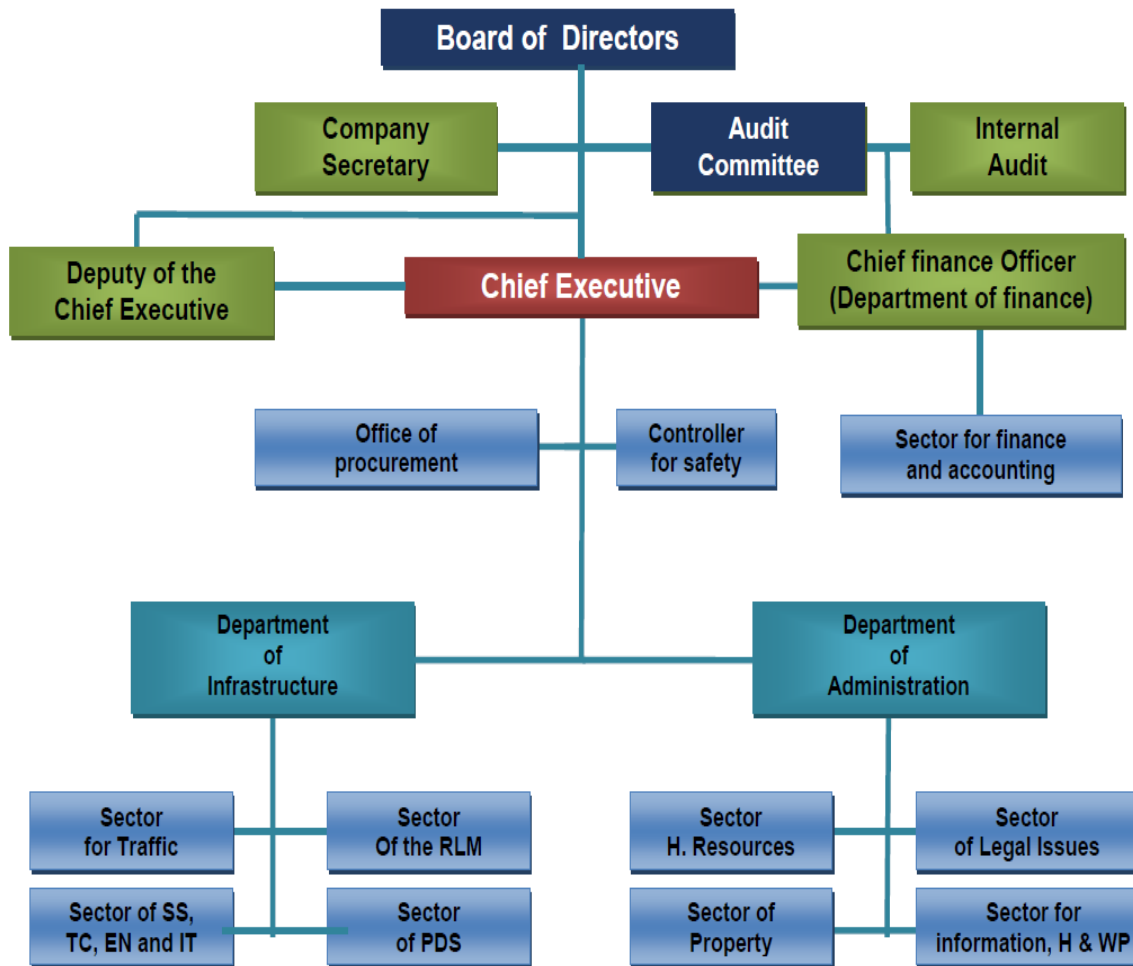 Board of Directors
Company
Secretary
Audit
Committee
Internal
Audit
Deputy of the
Chief Executive
Chief Executive
Chief finance Officer
(Department of finance)
Office of
procurement
Controller
for safety
Sector for finance
and accounting
Department
of
Infrastructure
Department
of
Administration
Sector
for Traffic
Sector
Of the RLM
Sector
H. Resources
Sector
of Legal Issues
Sector of SS,
TC, EN and IT
Sector
of PDS
Sector of
Property
Sector for
information, H & WP